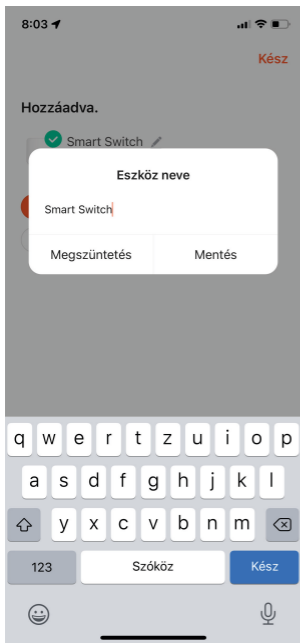 8:03
Kész
Hozzáadva.
Smart Switch
Eszköz neve
Smart Switch
Megszüntetés Mentés
q w e r t z u i o p
a s d f g h j k l
y x c v b n m
123 Szóköz Kész